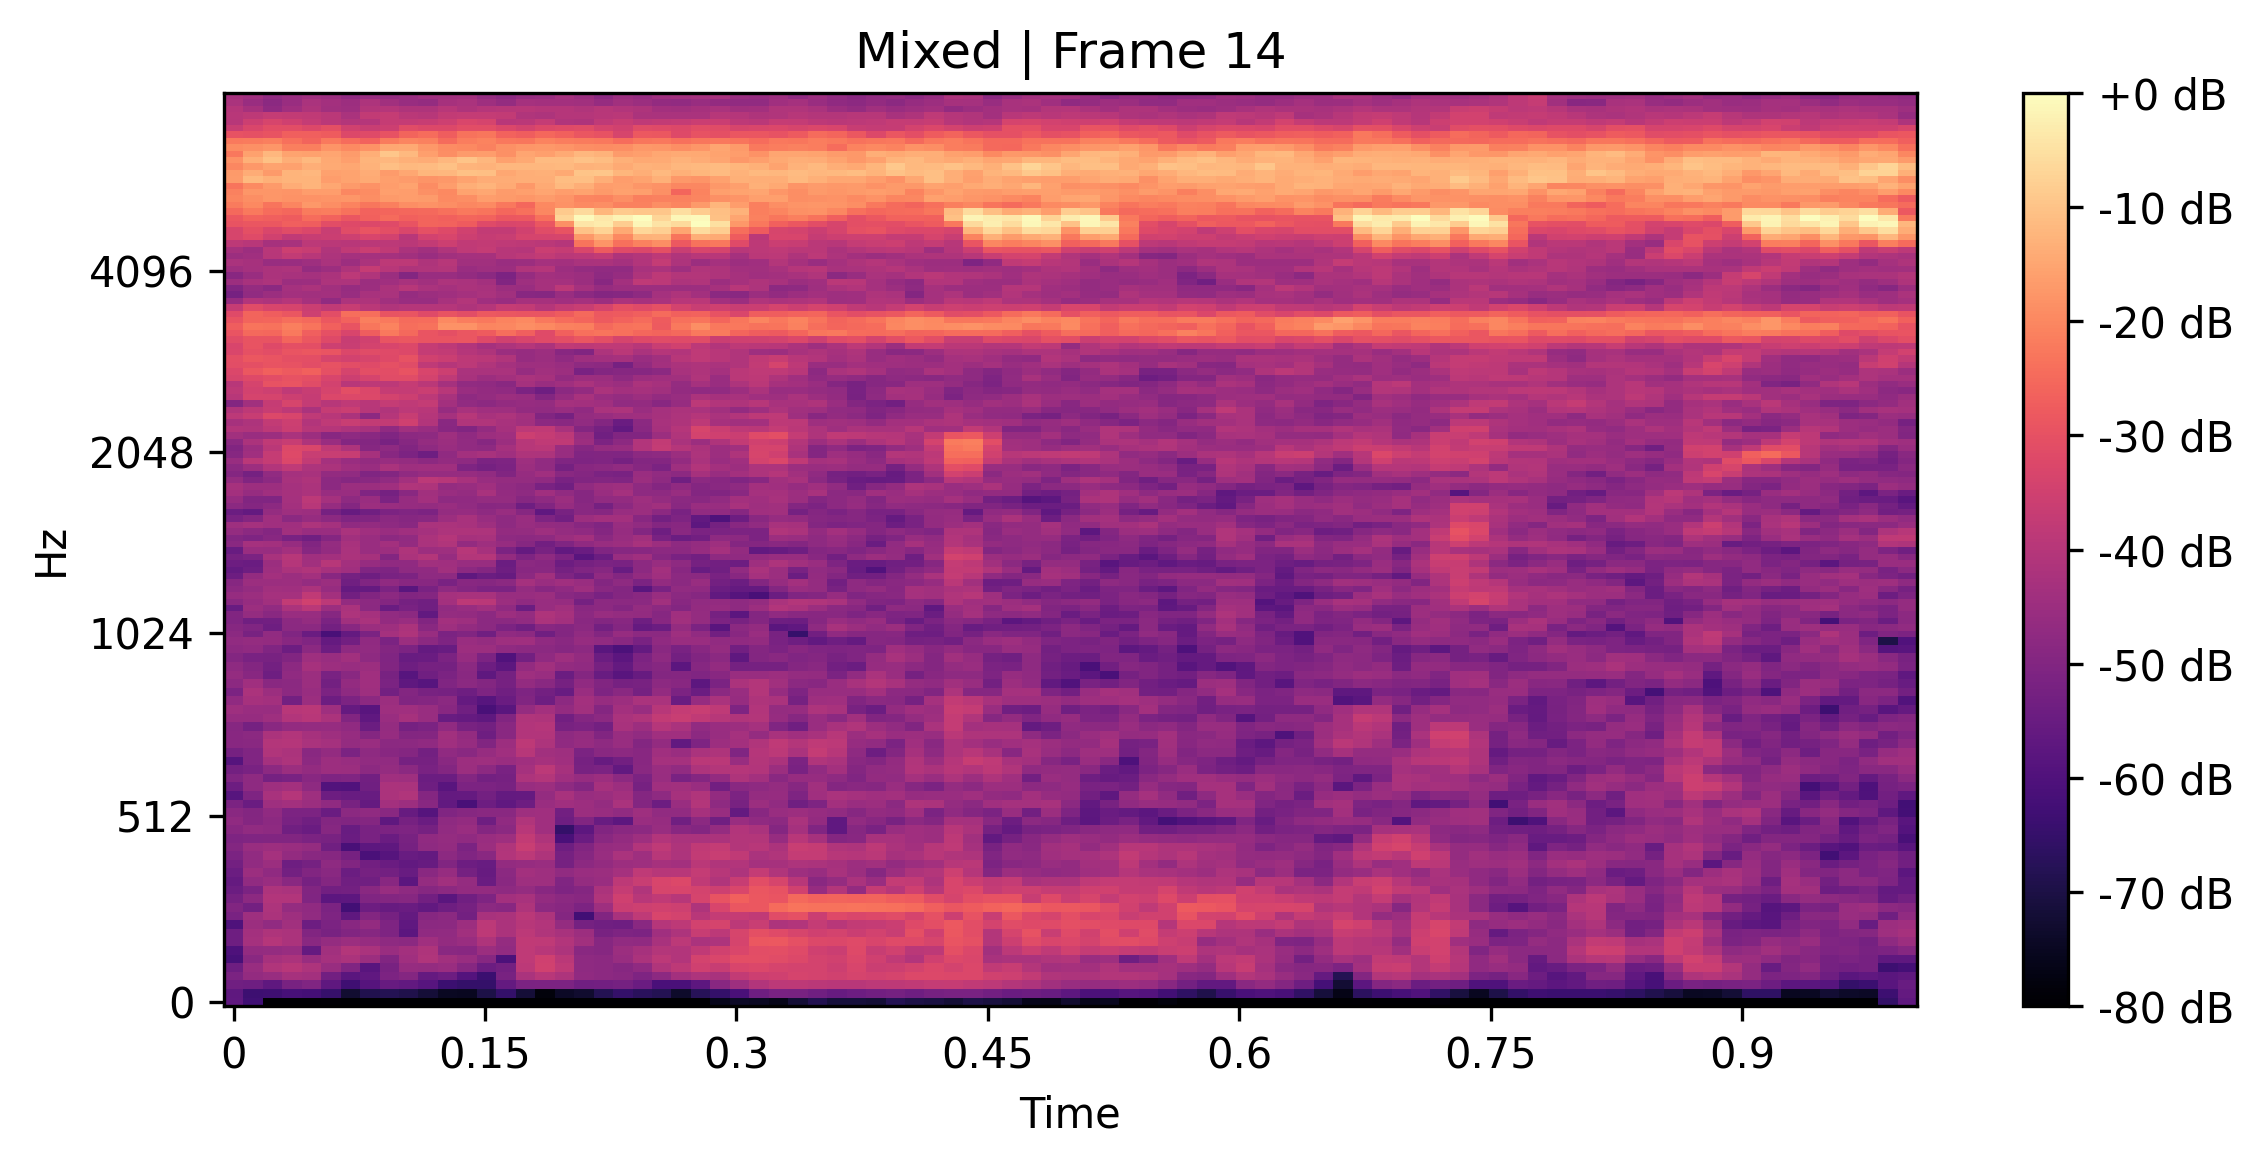 Mixed | Frame 14
Hz
4096
2048
1024
512
0
0 0.15 0.3 0.45 0.6 0.75 0.9
Time
+0 dB
-10 dB
-20 dB
-30 dB
-40 dB
-50 dB
-60 dB
-70 dB
-80 dB